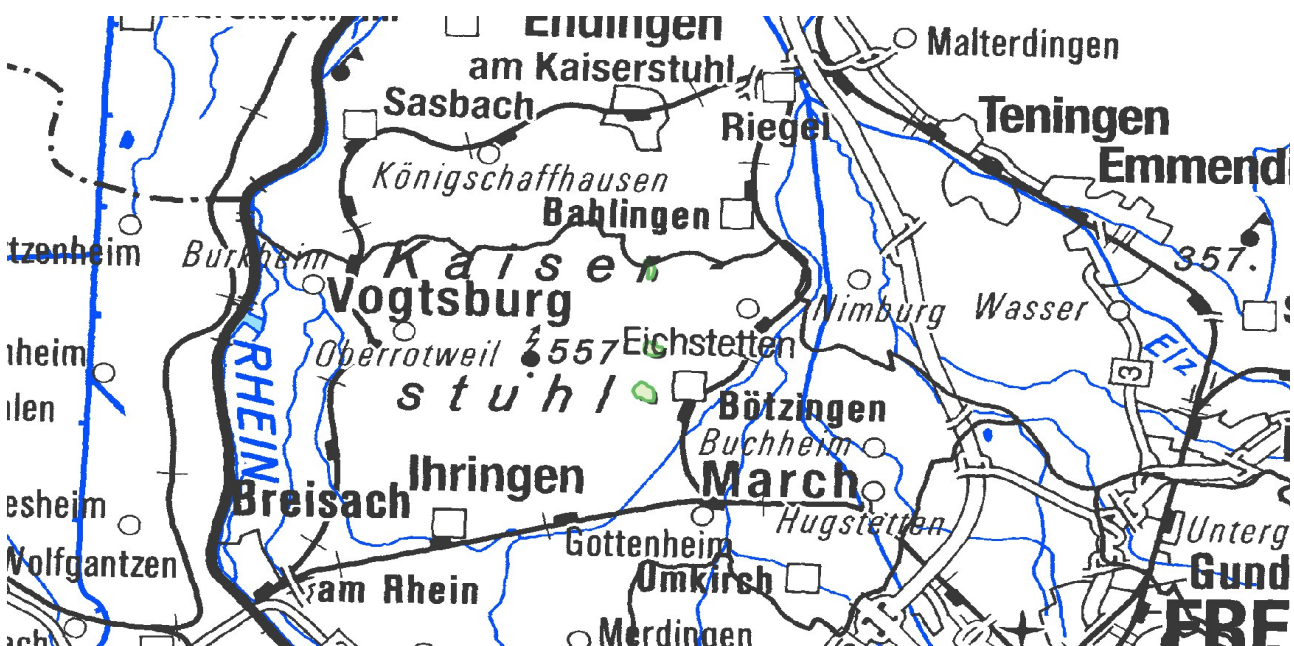 Endingen
am Kaiserstuhl
Malterdingen
Sasbach
Riegel
Teningen
Königschaffhausen
Emmendi
Bahlingen
tzenheim
Burkheim
357.
Kaiser
Vogtsburg
Nimburg
Wasser
Oberrotweil
557
Eichstetten
Elz
nheim
RHEIN
stuhl
3
len
Bötzingen
Buchheim
Ihringen
March
Breisach
esheim
Hugstetten
Unterg
Gottenheim
Wolfgantzen
am Rhein
Umkirch
Gund
FRE
Merdingen
ach